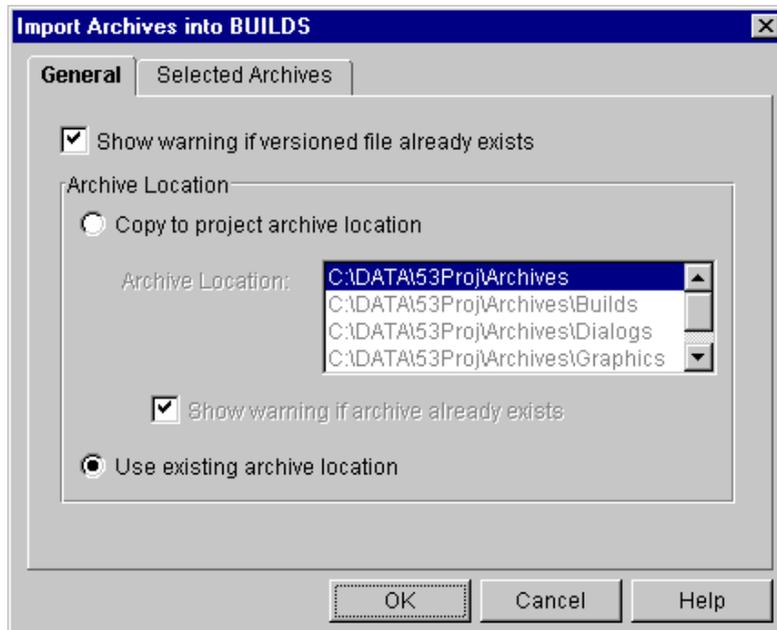 Import Archives into BUILDS
General
Selected Archives
Show warning if versioned file already exists
Archive Location
Copy to project archive location
Archive Location:
C:\DATA\53Proj\Archives
C:\DATA\53Proj\Archives\Builds
C:\DATA\53Proj\Archives\Dialogs
C:\DATA\53Proj\Archives\Graphics
Show warning if archive already exists
Use existing archive location
OK
Cancel
Help